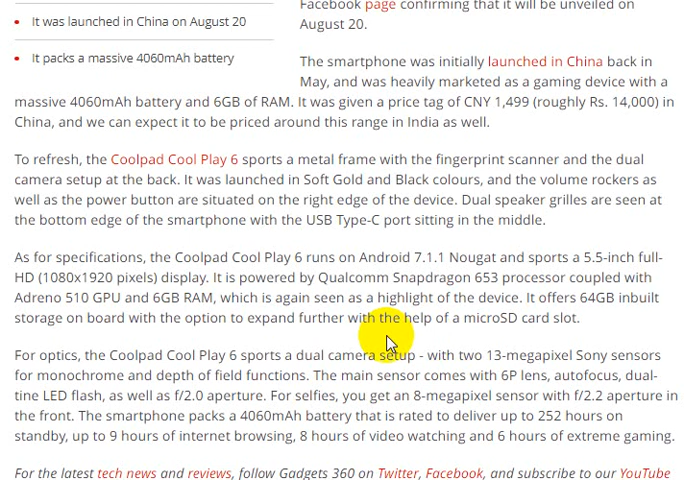 It was launched in China on August 20
It packs a massive 4060mAh battery
Facebook page confirming that it will be unveiled on
August 20.
The smartphone was initially launched in China back in
May, and was heavily marketed as a gaming device with a
massive 4060mAh battery and 6GB of RAM. It was given a price tag of CNY 1,499 (roughly Rs. 14,000) in
China, and we can expect it to be priced around this range in India as well.
To refresh, the Coolpad Cool Play 6 sports a metal frame with the fingerprint scanner and the dual
camera setup at the back. It was launched in Soft Gold and Black colours, and the volume rockers as
well as the power button are situated on the right edge of the device. Dual speaker grilles are seen at
the bottom edge of the smartphone with the USB Type-C port sitting in the middle.
As for specifications, the Coolpad Cool Play 6 runs on Android 7.1.1 Nougat and sports a 5.5-inch full-
HD (1080x1920 pixels) display. It is powered by Qualcomm Snapdragon 653 processor coupled with
Adreno 510 GPU and 6GB RAM, which is again seen as a highlight of the device. It offers 64GB inbuilt
storage on board with the option to expand further with the help of a microSD card slot.
For optics, the Coolpad Cool Play 6 sports a dual camera setup - with two 13-megapixel Sony sensors
for monochrome and depth of field functions. The main sensor comes with 6P lens, autofocus, dual-
tine LED flash, as well as f/2.0 aperture. For selfies, you get an 8-megapixel sensor with f/2.2 aperture in
the front. The smartphone packs a 4060mAh battery that is rated to deliver up to 252 hours on
standby, up to 9 hours of internet browsing, 8 hours of video watching and 6 hours of extreme gaming.
For the latest tech news and reviews, follow Gadgets 360 on Twitter, Facebook, and subscribe to our YouTube